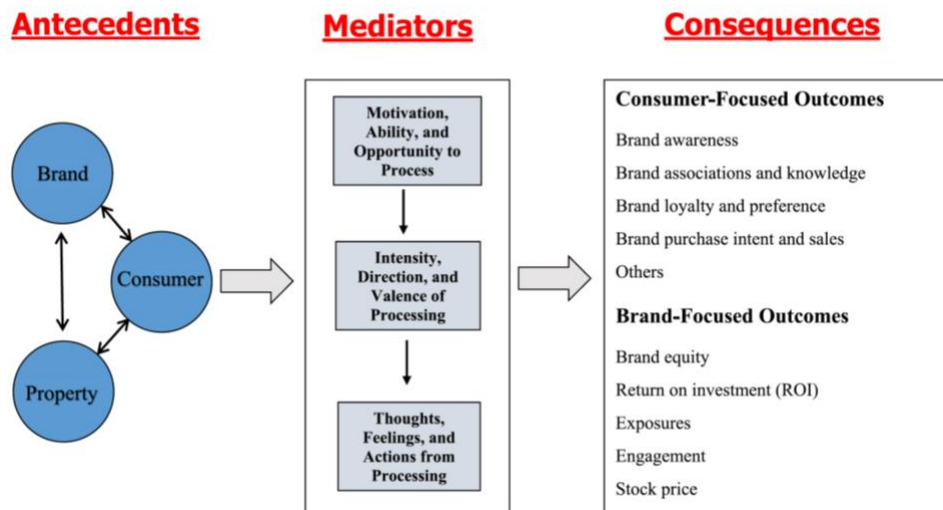 Antecedents
Mediators
Consequences
Brand
Consumer
Property
Motivation,
Ability, and
Opportunity to
Process
Intensity,
Direction, and
Valence of
Processing
Thoughts,
Feelings, and
Actions from
Processing
Consumer-Focused Outcomes
Brand awareness
Brand associations and knowledge
Brand loyalty and preference
Brand purchase intent and sales
Others
Brand-Focused Outcomes
Brand equity
Return on investment (ROI)
Exposures
Engagement
Stock price